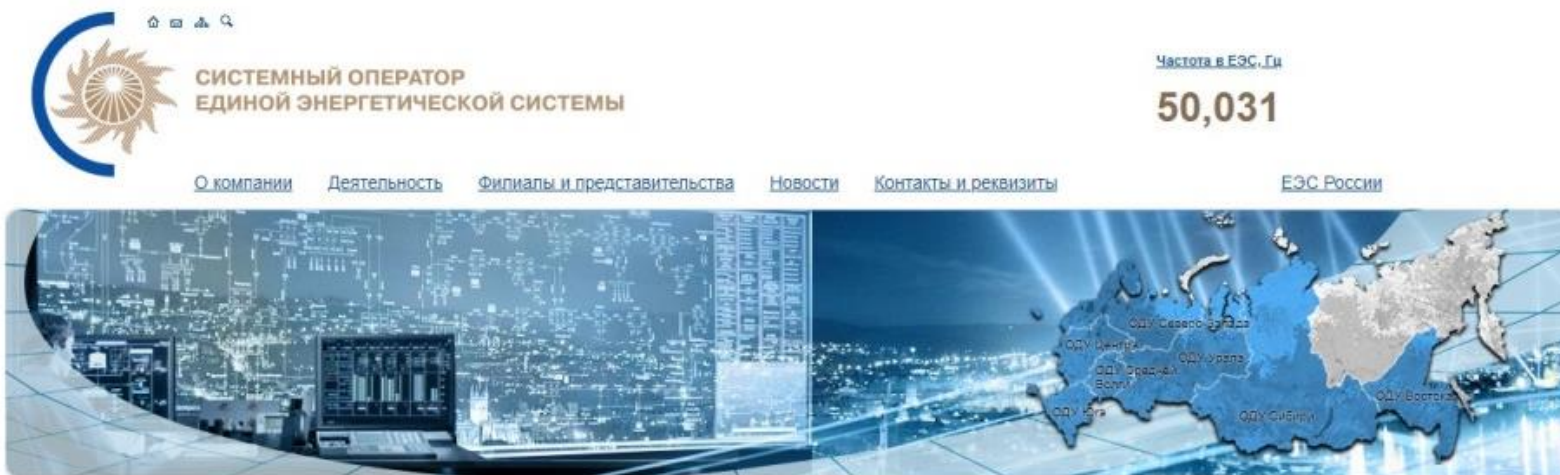 СИСТЕМНЫЙ ОПЕРАТОР
ЕДИНОЙ ЭНЕРГЕТИЧЕСКОЙ СИСТЕМЫ
Частота в ЕЭС, Гц
50,031
О компании
Деятельность
Филиалы и представительства
Новости
Контакты и реквизиты
ЕЭС России
ОДУ Северо-Запада
ОДУ Центра
ОДУ Урала
ОДУ Средней
Волги
ОДУ Юга
ОДУ Сибири
ОДУ Востока